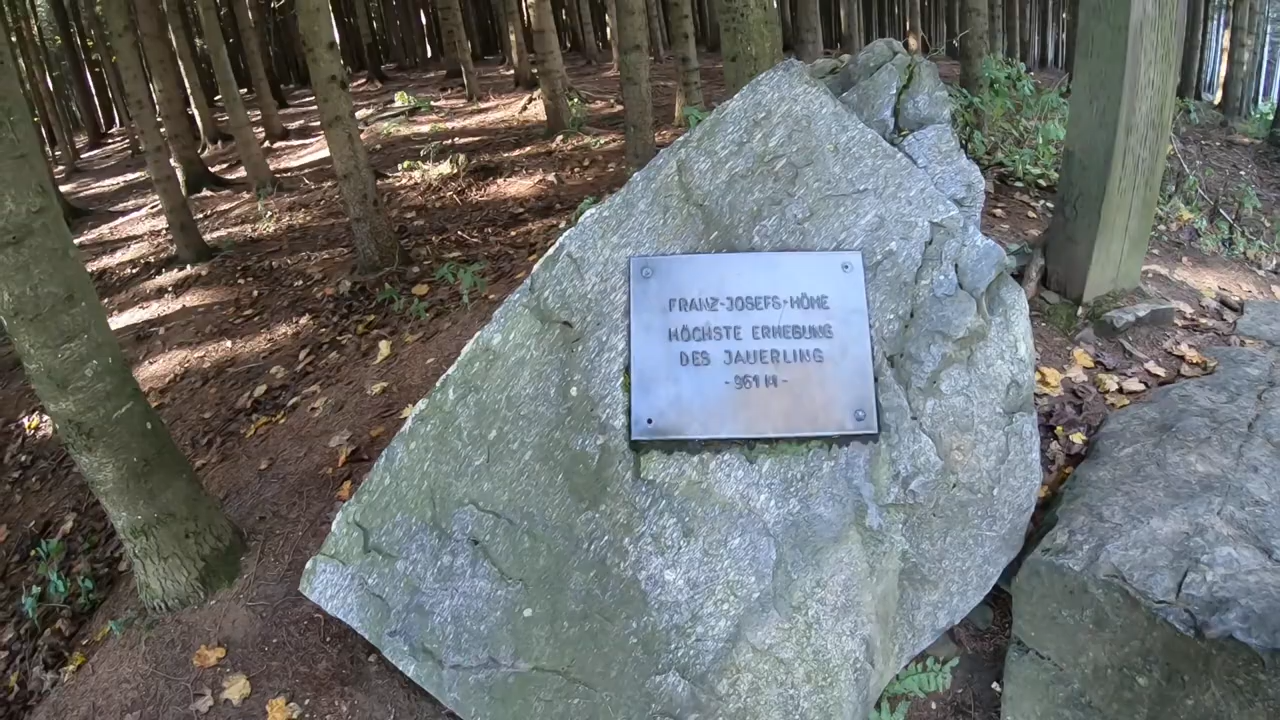 FRANZ-JOSEFS-HÖHE
HÖCHSTE ERHEBUNG
DES JAUERLING
- 961 M -